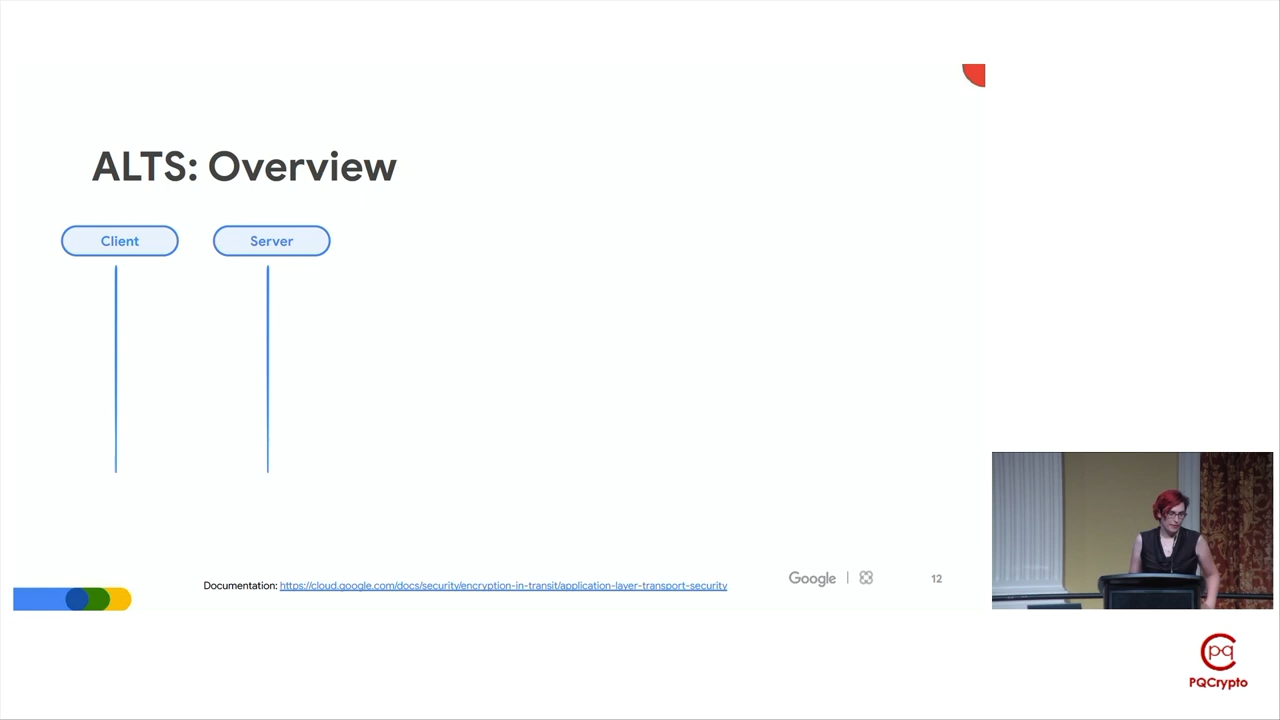 ALTS: Overview
Client
Server
Documentation: https://cloud.google.com/docs/security/encryption-in-transit/application-layer-transport-security
Google
12
pq
PQCrypto